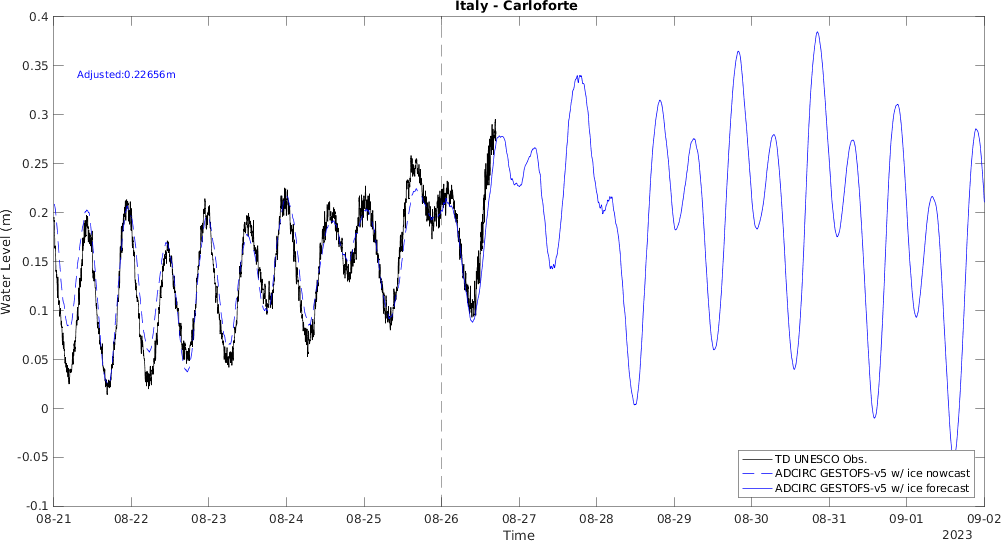 Italy - Carloforte
0.4
0.35
0.3
0.25
0.2
0.15
0.1
0.05
0
-0.05
-0.1
Water Level (m)
Adjusted:0.22656m
TD UNESCO Obs.
ADCIRC GESTOFS-v5 w/ ice nowcast
ADCIRC GESTOFS-v5 w/ ice forecast
08-21 08-22 08-23 08-24 08-25 08-26 08-27 08-28 08-29 08-30 08-31 09-01 09-02
Time
2023